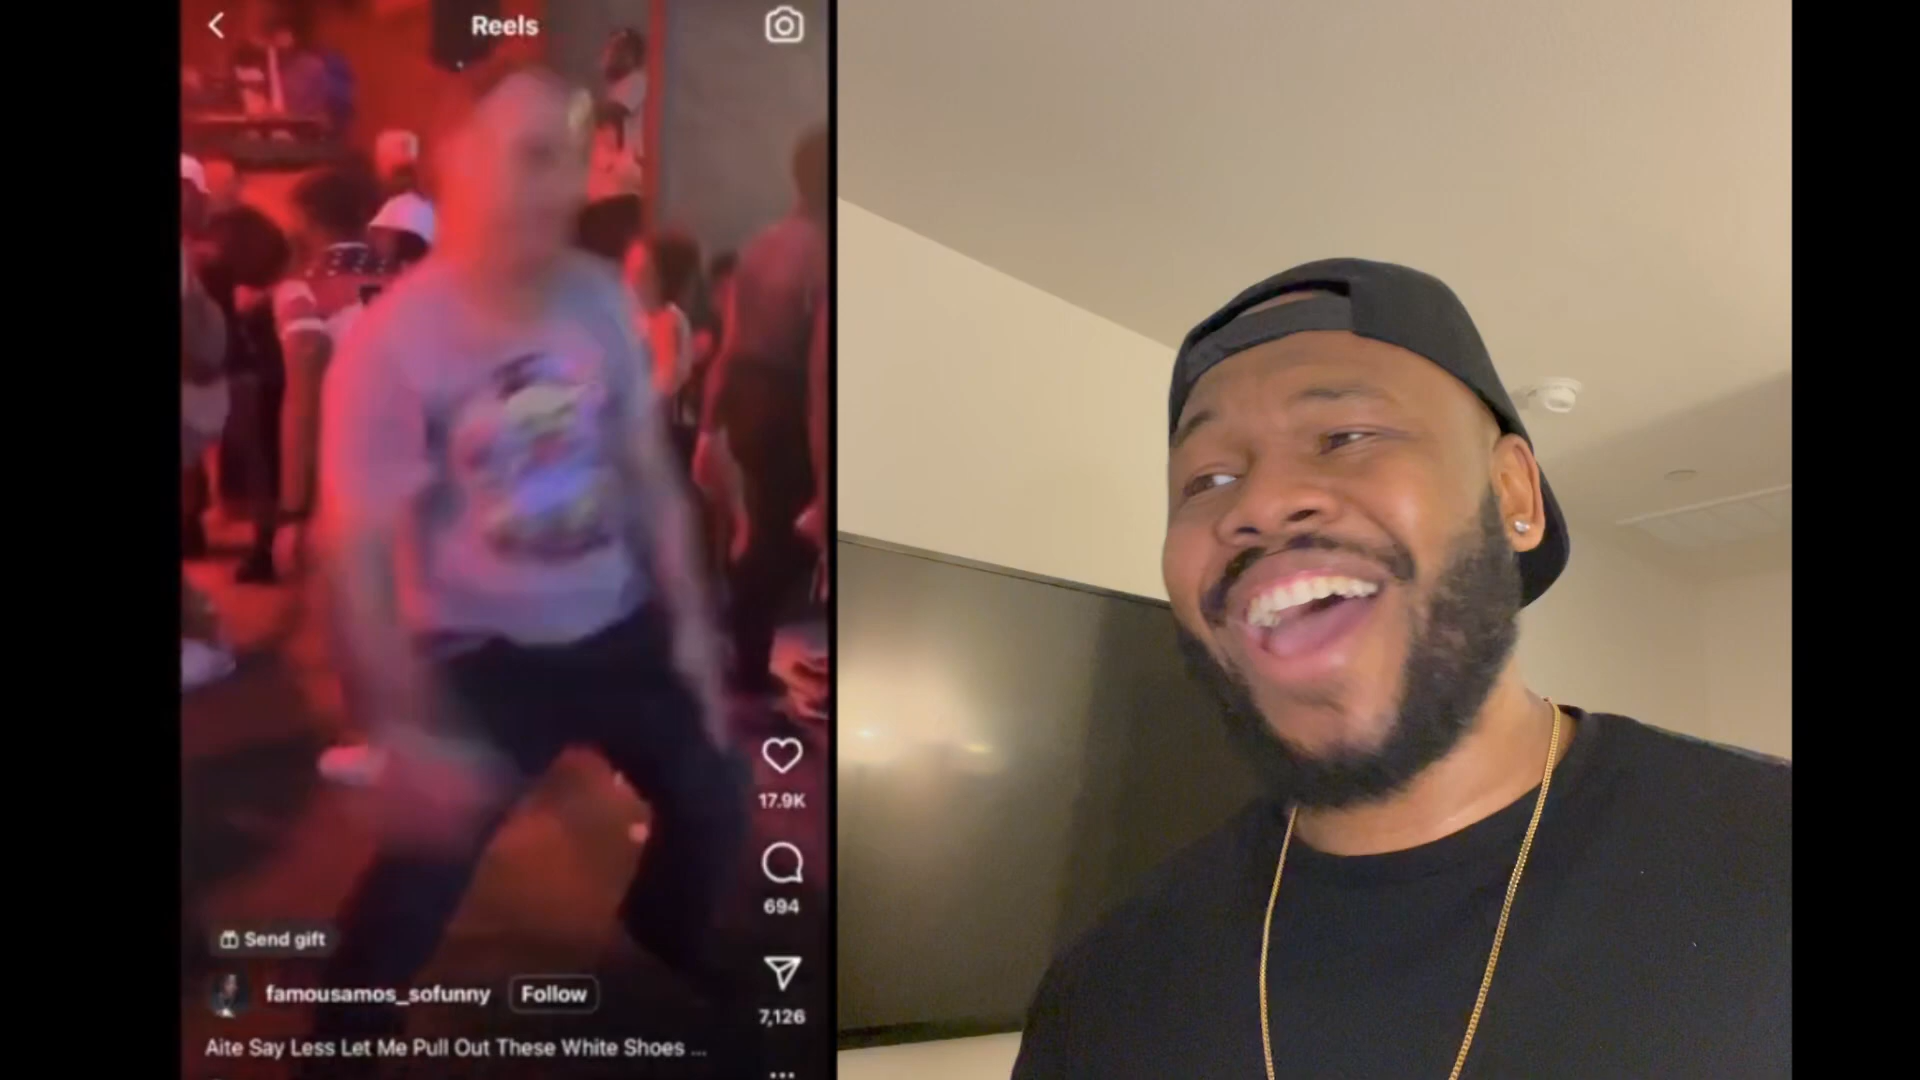 Reels
17.9K
694
7,126
Send gift
famousamos_sofunny
Follow
Aite Say Less Let Me Pull Out These White Shoes ...